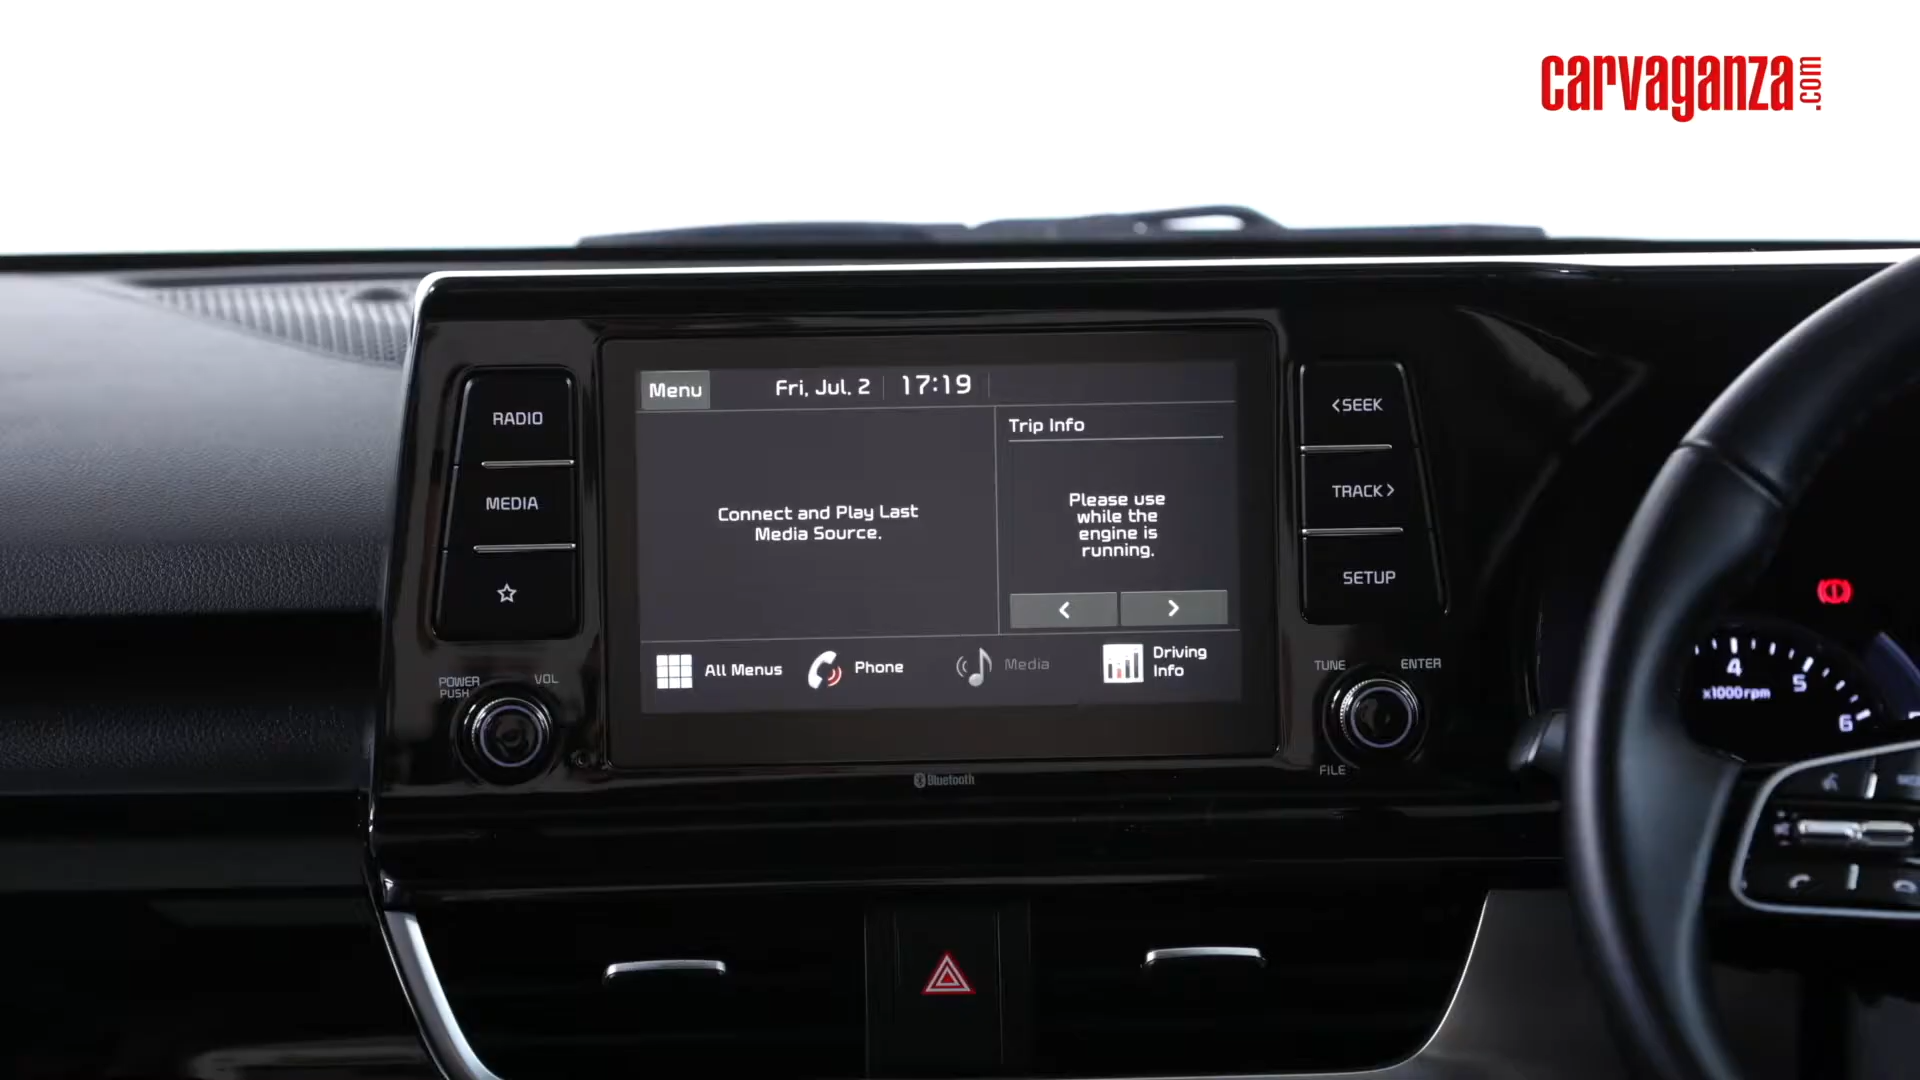 carvaganza.com
RADIO
MEDIA
Menu
Fri, Jul. 2
17:19
Connect and Play Last
Media Source.
Trip Info
Please use
while the
engine is
running.
<
>
All Menus
Phone
Media
Driving
Info
<SEEK
TRACK>
SETUP
POWER
PUSH
VOL
TUNE
ENTER
FILE
Bluetooth
4
5
6
x1000rpm